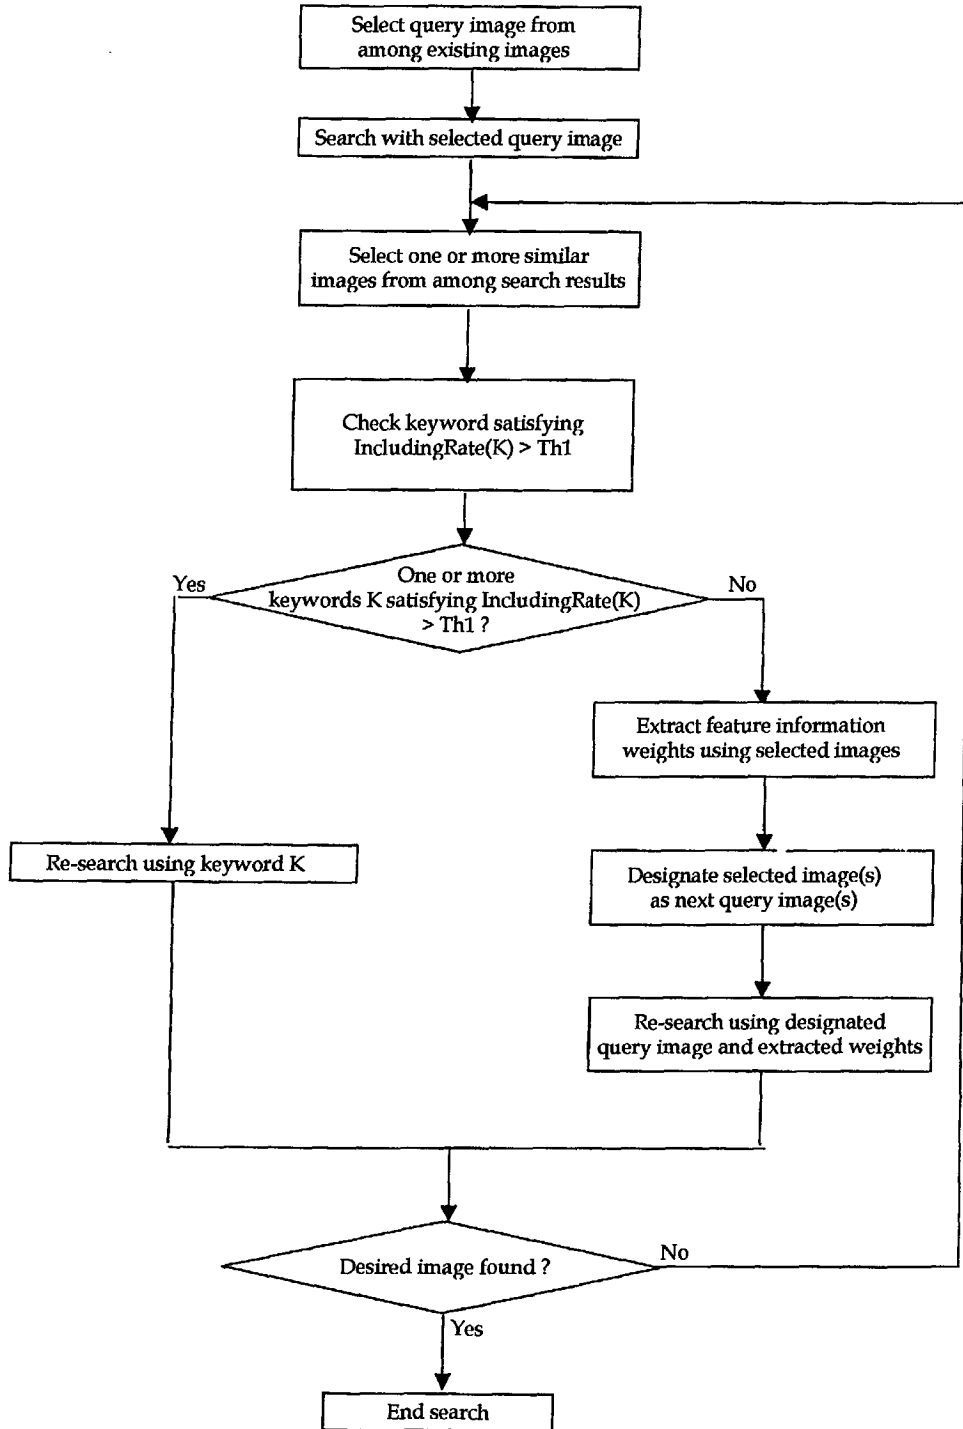 Select query image from
among existing images
Search with selected query image
Select one or more similar
images from among search results
Check keyword satisfying
IncludingRate(K) > Th1
One or more
keywords K satisfying IncludingRate(K)
> Th1 ?
Yes
No
Extract feature information
weights using selected images
Re-search using keyword K
Designate selected image(s)
as next query image(s)
Re-search using designated
query image and extracted weights
Desired image found ?
No
Yes
End search